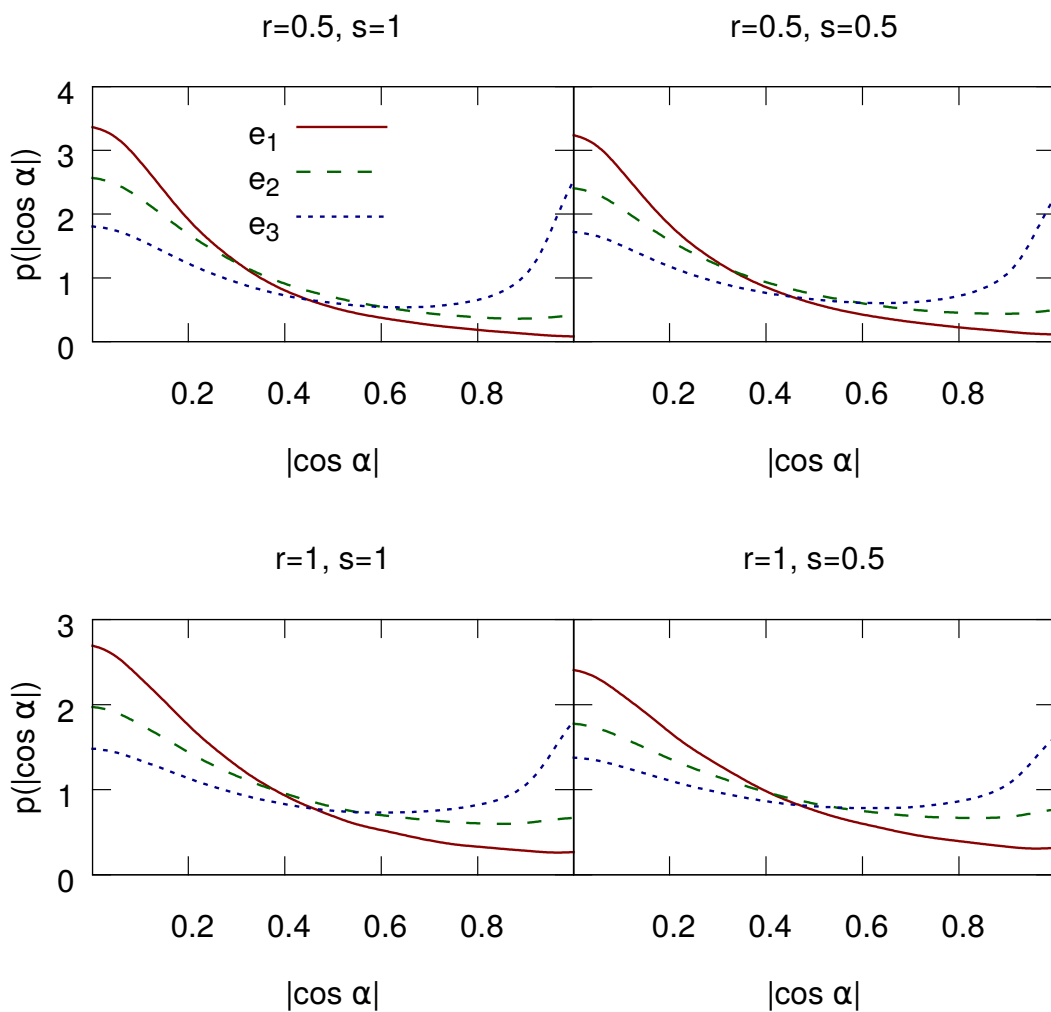 r=0.5, s=1
r=0.5, s=0.5
p(|cos α|)
4
3
2
1
0
e1
e2
e3
0.2 0.4 0.6 0.8
0.2 0.4 0.6 0.8
|cos α|
|cos α|
r=1, s=1
r=1, s=0.5
p(|cos α|)
3
2
1
0
0.2 0.4 0.6 0.8
0.2 0.4 0.6 0.8
|cos α|
|cos α|